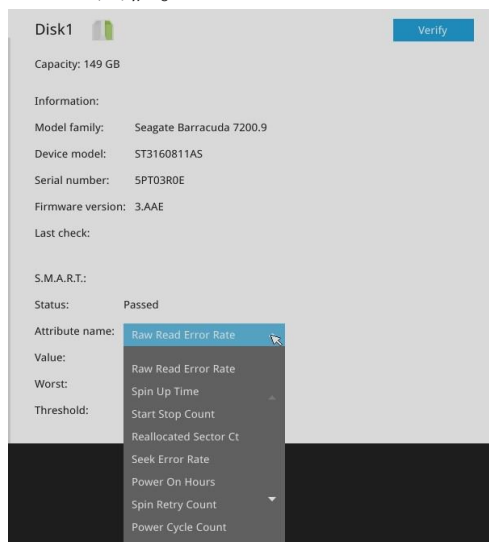 Disk1
Verify
Capacity: 149 GB
Information:
Model family: Seagate Barracuda 7200.9
Device model: ST3160811AS
Serial number: 5PT03R0E
Firmware version: 3.AAE
Last check:
S.M.A.R.T.:
Status: Passed
Attribute name: Raw Read Error Rate
Value:
Worst:
Threshold:
Raw Read Error Rate
Spin Up Time
Start Stop Count
Reallocated Sector Ct
Seek Error Rate
Power On Hours
Spin Retry Count
Power Cycle Count